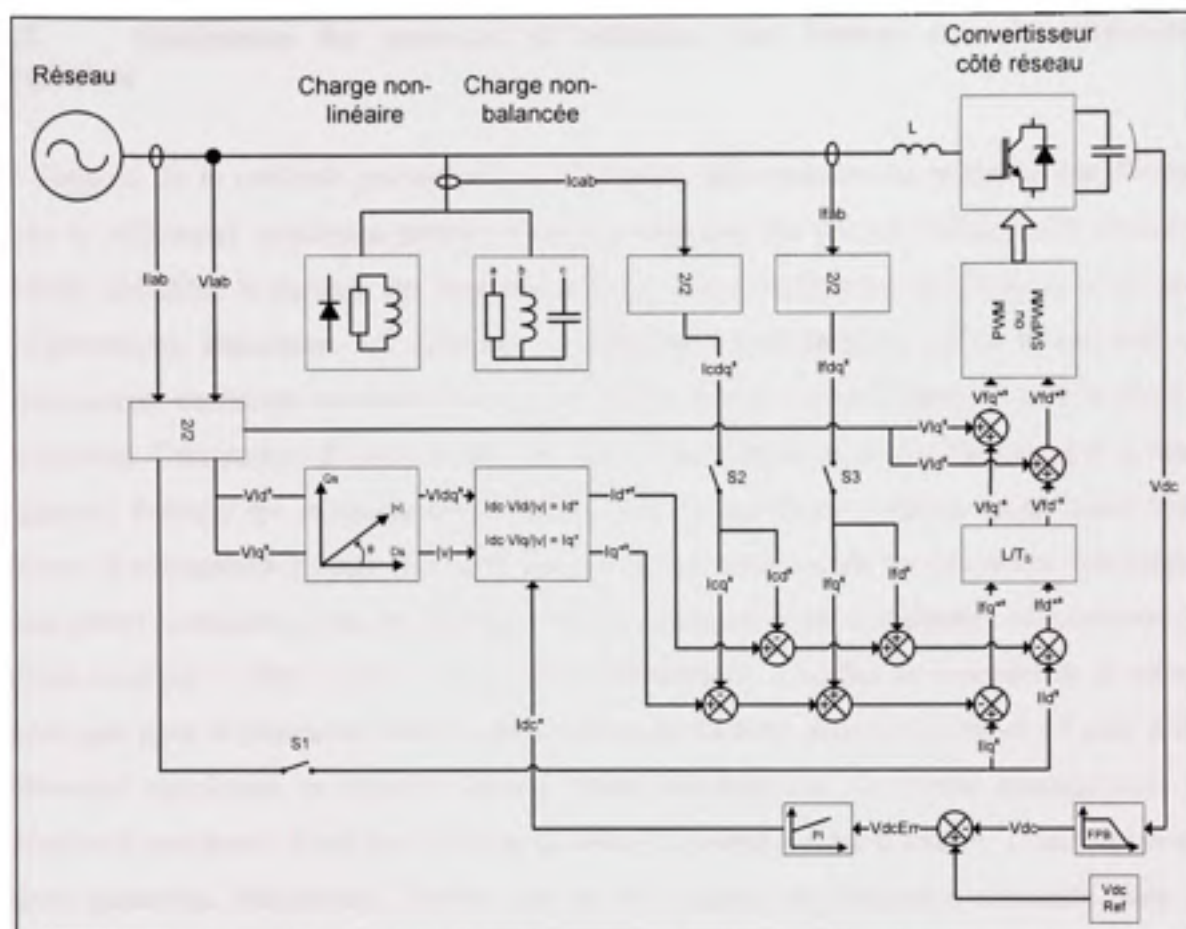 Réseau
Charge non-
linéaire
Charge non-
balancée
Convertisseur
côté réseau
L
Icab
Ifab
Ilab
Vlab
2/2
2/2
2/2
a b c
SPWM
ou
SVPWM
Vdc
Icdq*
Ifdq*
S2
S3
Vfq**
Vfd**
Vlq*
Vld*
Vfq*
Vfd*
L/Ts
Ifq**
Ifd**
Vld*
Vlq*
Qs
|v|
θ
Ds
Vldq*
|v|
Idc Vld/|v| = Id*
Idc Vlq/|v| = Iq*
Id**
Iq**
Icq*
Icd*
Ifq*
Ifd*
Ild*
Ilq*
S1
Idc*
PI
VdcErr
Vdc
FPB
Vdc
Ref